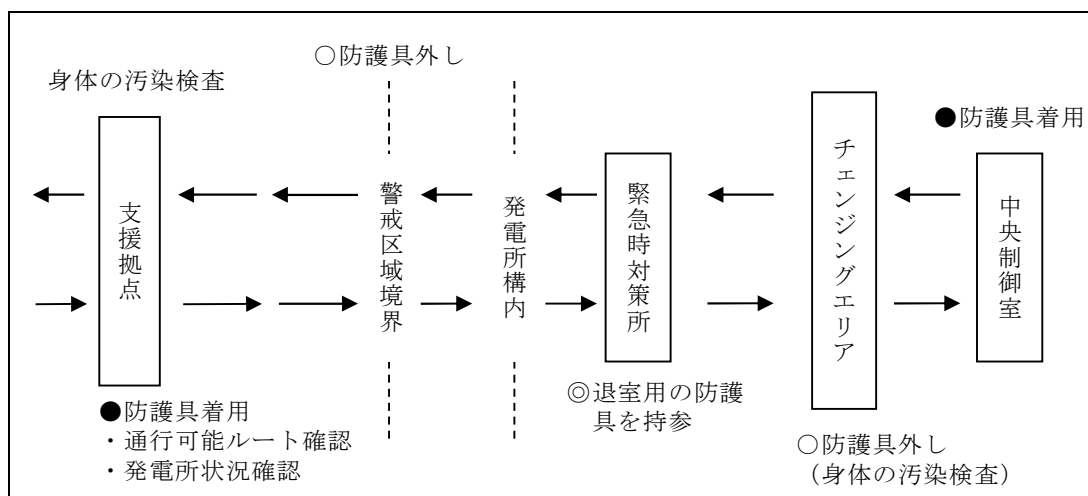 ○防護具外し
身体の汚染検査
●防護具着用
支援拠点
警戒区域境界
発電所構内
緊急時対策所
チェンジングエリア
中央制御室
●防護具着用
・通行可能ルート確認
・発電所状況確認
◎退室用の防護
具を持参
○防護具外し
（身体の汚染検査）